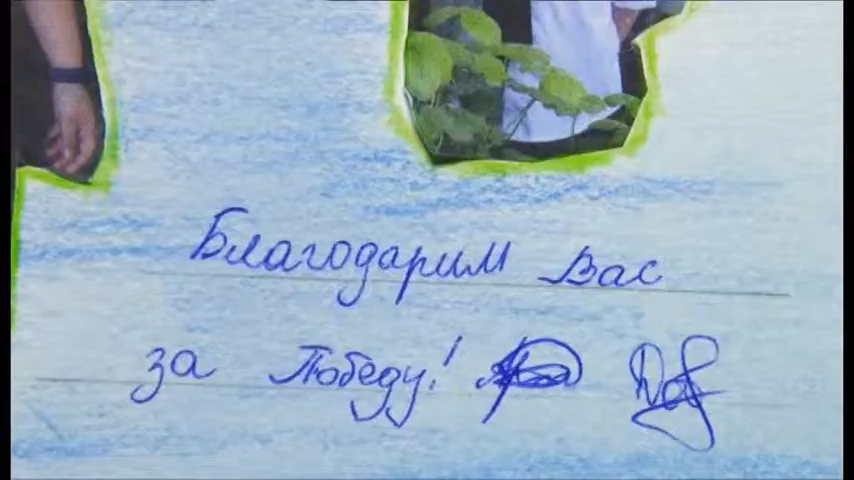 Благодарим Вас
за Победу!